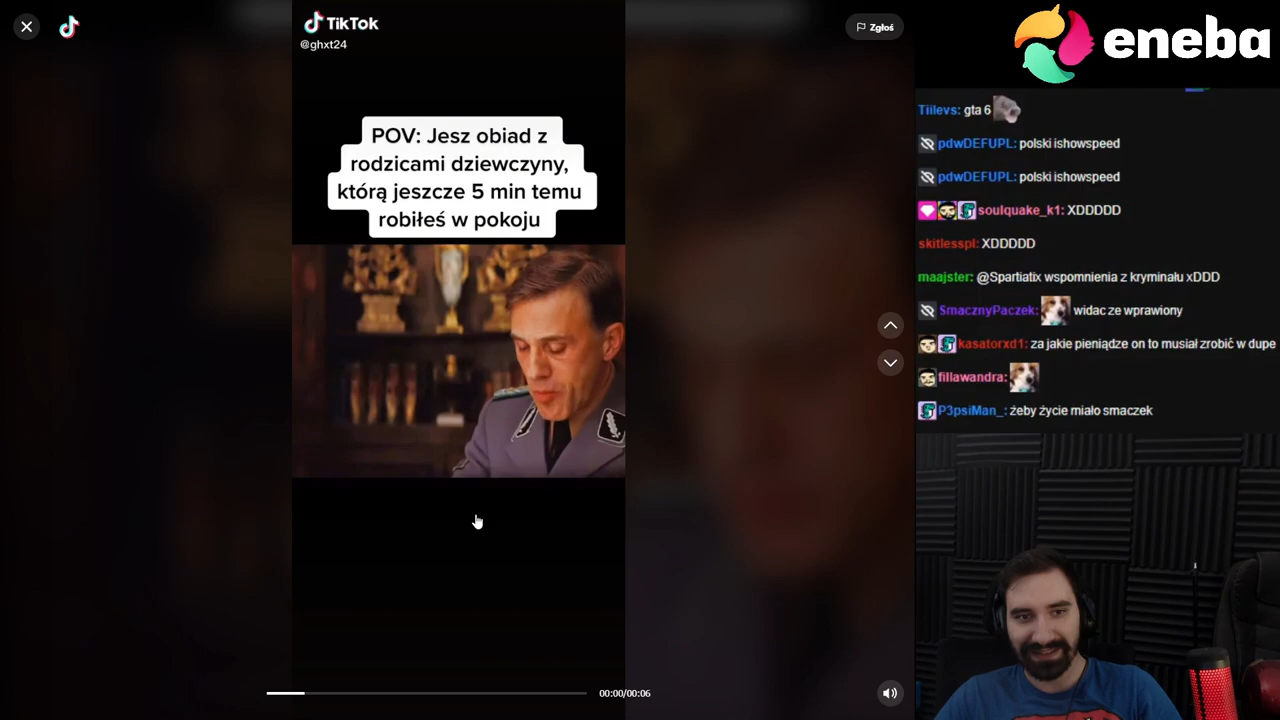 TikTok
@ghxt24
Zgłoś
POV: Jesz obiad z
rodzicami dziewczyny,
którą jeszcze 5 min temu
robiłeś w pokoju
00:00/00:06
eneba
Tiilevs: gta 6
pdwDEFUPL: polski ishowspeed
pdwDEFUPL: polski ishowspeed
soulquake_k1: XDDDDD
skitlesspl: XDDDDD
maajster: @Spartiatix wspomnienia z kryminału xDDD
SmacznyPaczek: widac ze wprawiony
kasatorxd1: za jakie pieniądze on to musiał zrobić w dupe
fillawandra:
P3psiMan_: żeby życie miało smaczek